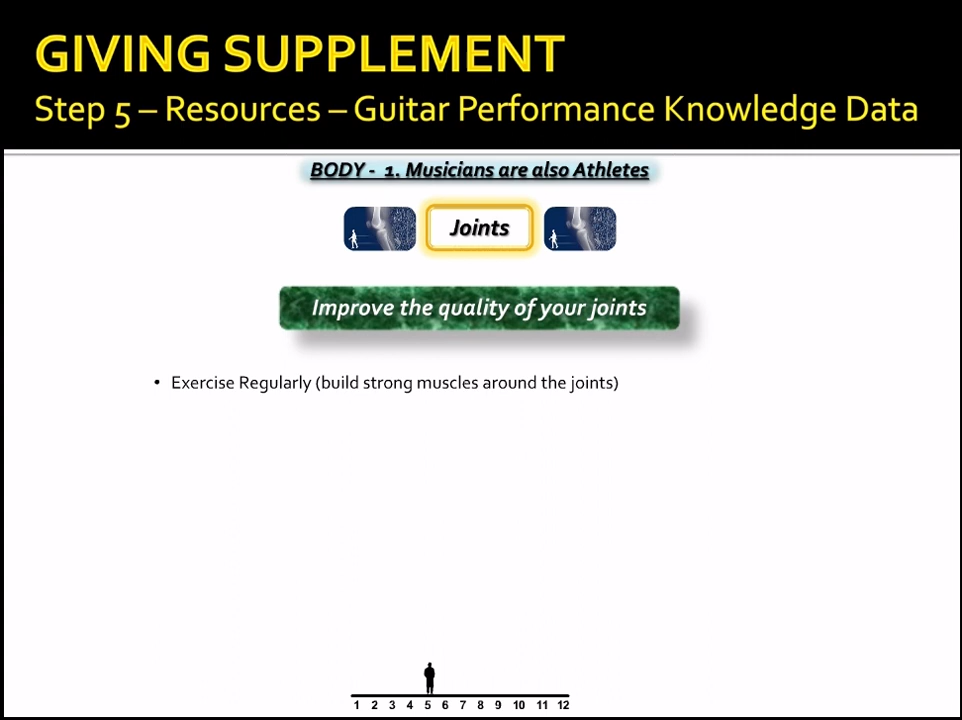 GIVING SUPPLEMENT
Step 5 – Resources – Guitar Performance Knowledge Data
BODY - 1. Musicians are also Athletes
Joints
Improve the quality of your joints
• Exercise Regularly (build strong muscles around the joints)
1 2 3 4 5 6 7 8 9 10 11 12